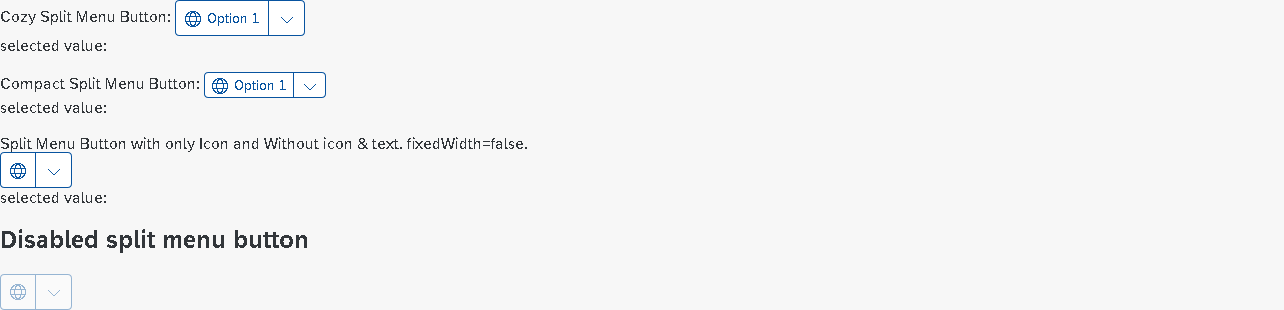 Cozy Split Menu Button: Option 1
selected value:
Compact Split Menu Button: Option 1
selected value:
Split Menu Button with only Icon and Without icon & text. fixedWidth=false.
selected value:
Disabled split menu button